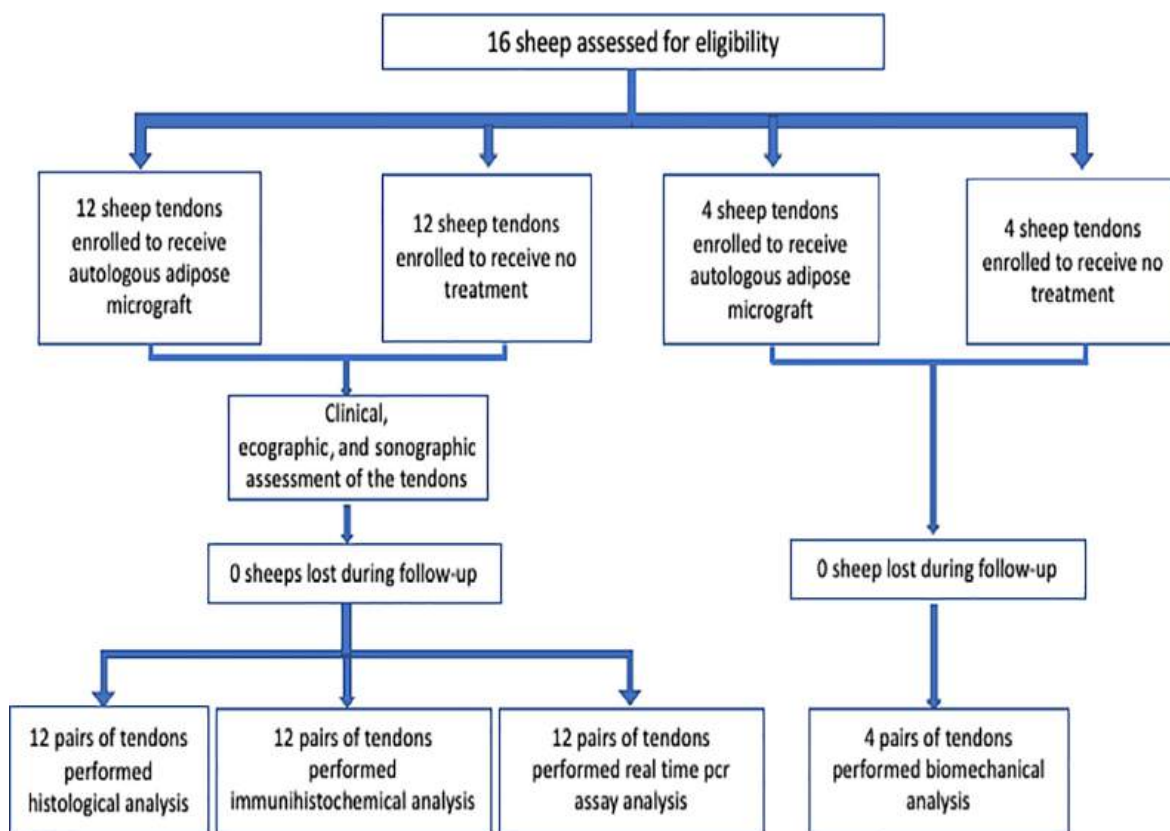 16 sheep assessed for eligibility
12 sheep tendons
enrolled to receive
autologous adipose
micrograft
12 sheep tendons
enrolled to receive no
treatment
4 sheep tendons
enrolled to receive
autologous adipose
micrograft
4 sheep tendons
enrolled to receive no
treatment
Clinical,
ecographic, and sonographic
assessment of the tendons
0 sheeps lost during follow-up
0 sheep lost during follow-up
12 pairs of tendons
performed
histological analysis
12 pairs of tendons
performed
immunihistochemical analysis
12 pairs of tendons
performed real time pcr
assay analysis
4 pairs of tendons
performed biomechanical
analysis